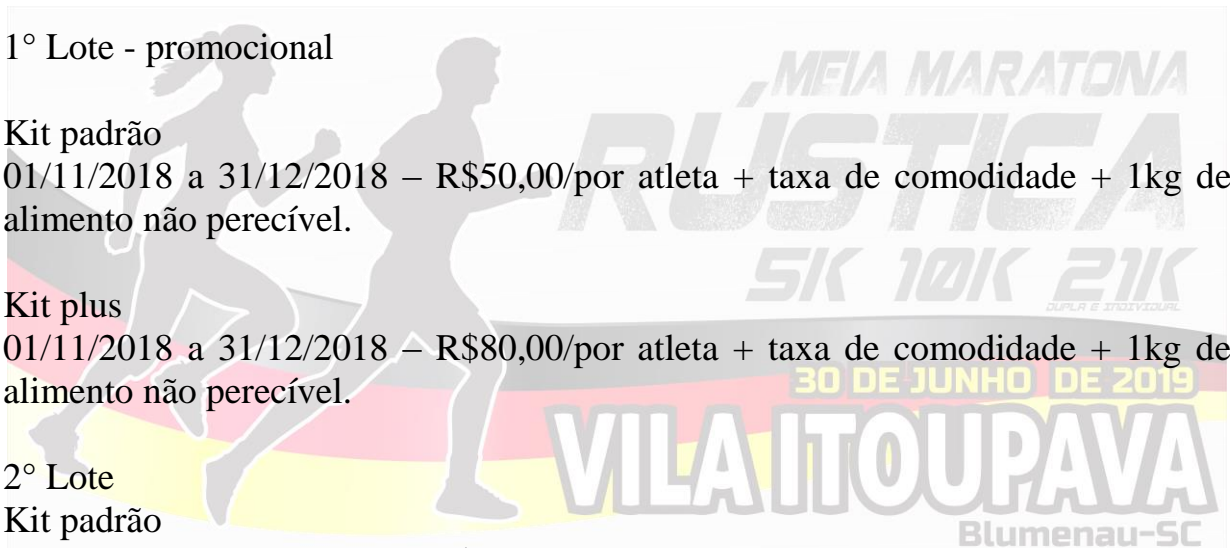 1° Lote - promocional
MEIA MARATONA
RÚSTICA
5K 10K 21K
DUPLA E INDIVIDUAL
Kit padrão
01/11/2018 a 31/12/2018 – R$50,00/por atleta + taxa de comodidade + 1kg de
alimento não perecível.
Kit plus
01/11/2018 a 31/12/2018 – R$80,00/por atleta + taxa de comodidade + 1kg de
alimento não perecível.
30 DE JUNHO DE 2019
VILA ITOUPAVA
Blumenau-SC
2° Lote
Kit padrão